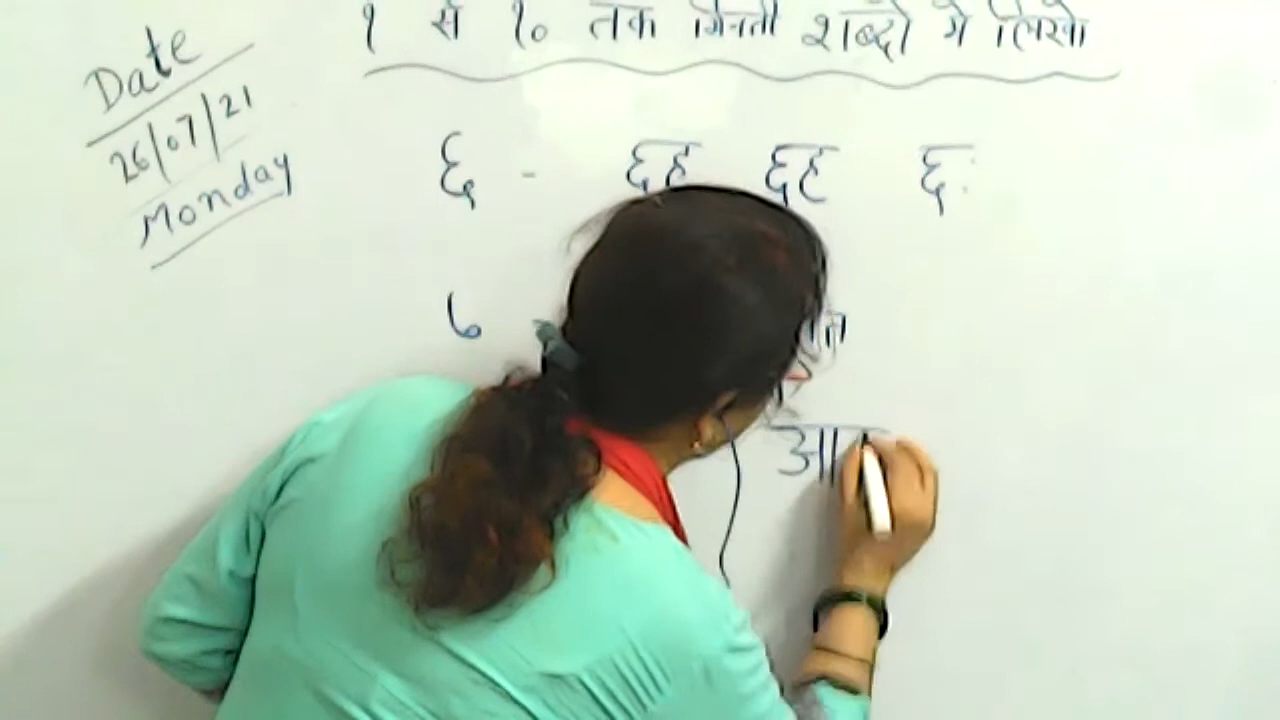 १ से १० तक गिनती शब्दों मे लिखो
Date
26/07/21
Monday
६ - छह छह छः
७
आ